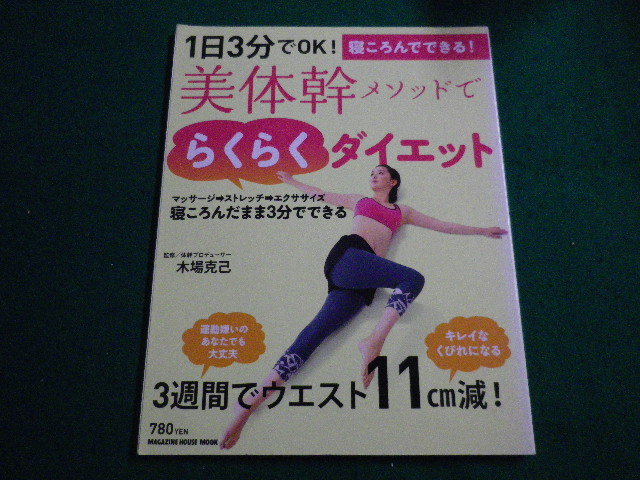 1日3分でOK！ 寝ころんでできる！
美体幹メソッドで
らくらくダイエット
マッサージ➡ストレッチ➡エクササイズ
寝ころんだまま3分でできる
監修／体幹プロデューサー
木場克己
運動嫌いの
あなたでも
大丈夫
キレイな
くびれになる
3週間でウエスト11cm減！
780YEN
MAGAZINE HOUSE MOOK